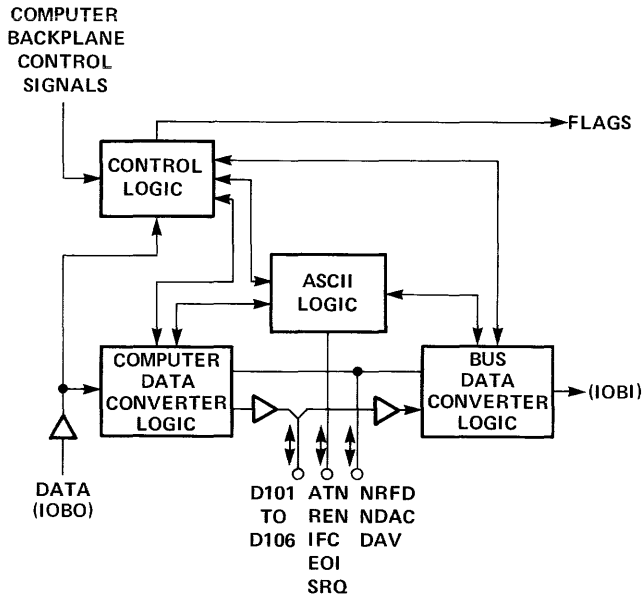 COMPUTER
BACKPLANE
CONTROL
SIGNALS
FLAGS
CONTROL
LOGIC
ASCII
LOGIC
COMPUTER
DATA
CONVERTER
LOGIC
BUS
DATA
CONVERTER
LOGIC
(IOBI)
DATA
(IOBO)
D101
TO
D106
ATN
REN
IFC
EOI
SRQ
NRFD
NDAC
DAV